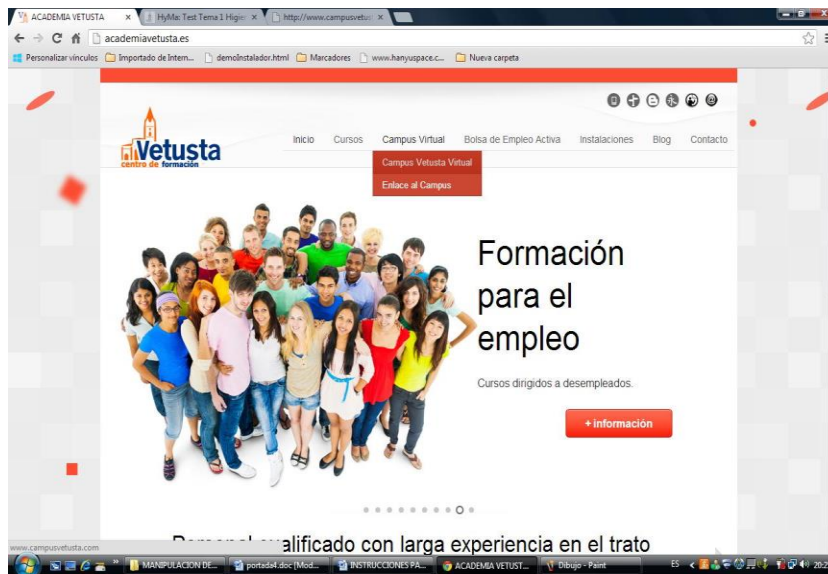 ACADEMIA VETUSTA
HyMa: Test Tema 1 Higie
http://www.campusvetus
academiavetusta.es
Personalizar vínculos Importado de Intern... demoInstalador.html Marcadores www.hanyuspace.c... Nueva carpeta
Vetusta
centro de formación
Inicio Cursos Campus Virtual Bolsa de Empleo Activa Instalaciones Blog Contacto
Campus Vetusta Virtual
Enlace al Campus
Formación
para el
empleo
Cursos dirigidos a desempleados.
+ información
alificado con larga experiencia en el trato
www.campusvetusta.com
MANIPULACION DE... portada4.doc [Mod... INSTRUCCIONES PA... ACADEMIA VETUST... Dibujo - Paint ES